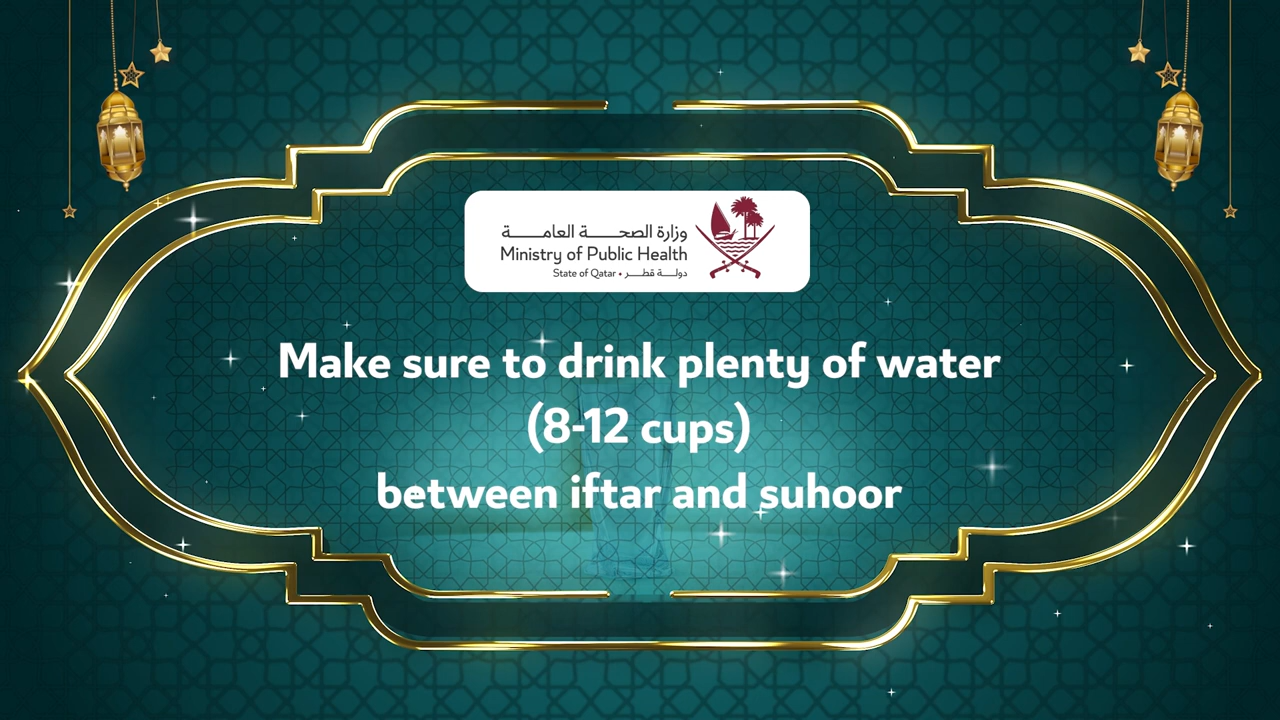 وزارة الصحة العامة
Ministry of Public Health
State of Qatar • دولة قطر
Make sure to drink plenty of water
(8-12 cups)
between iftar and suhoor